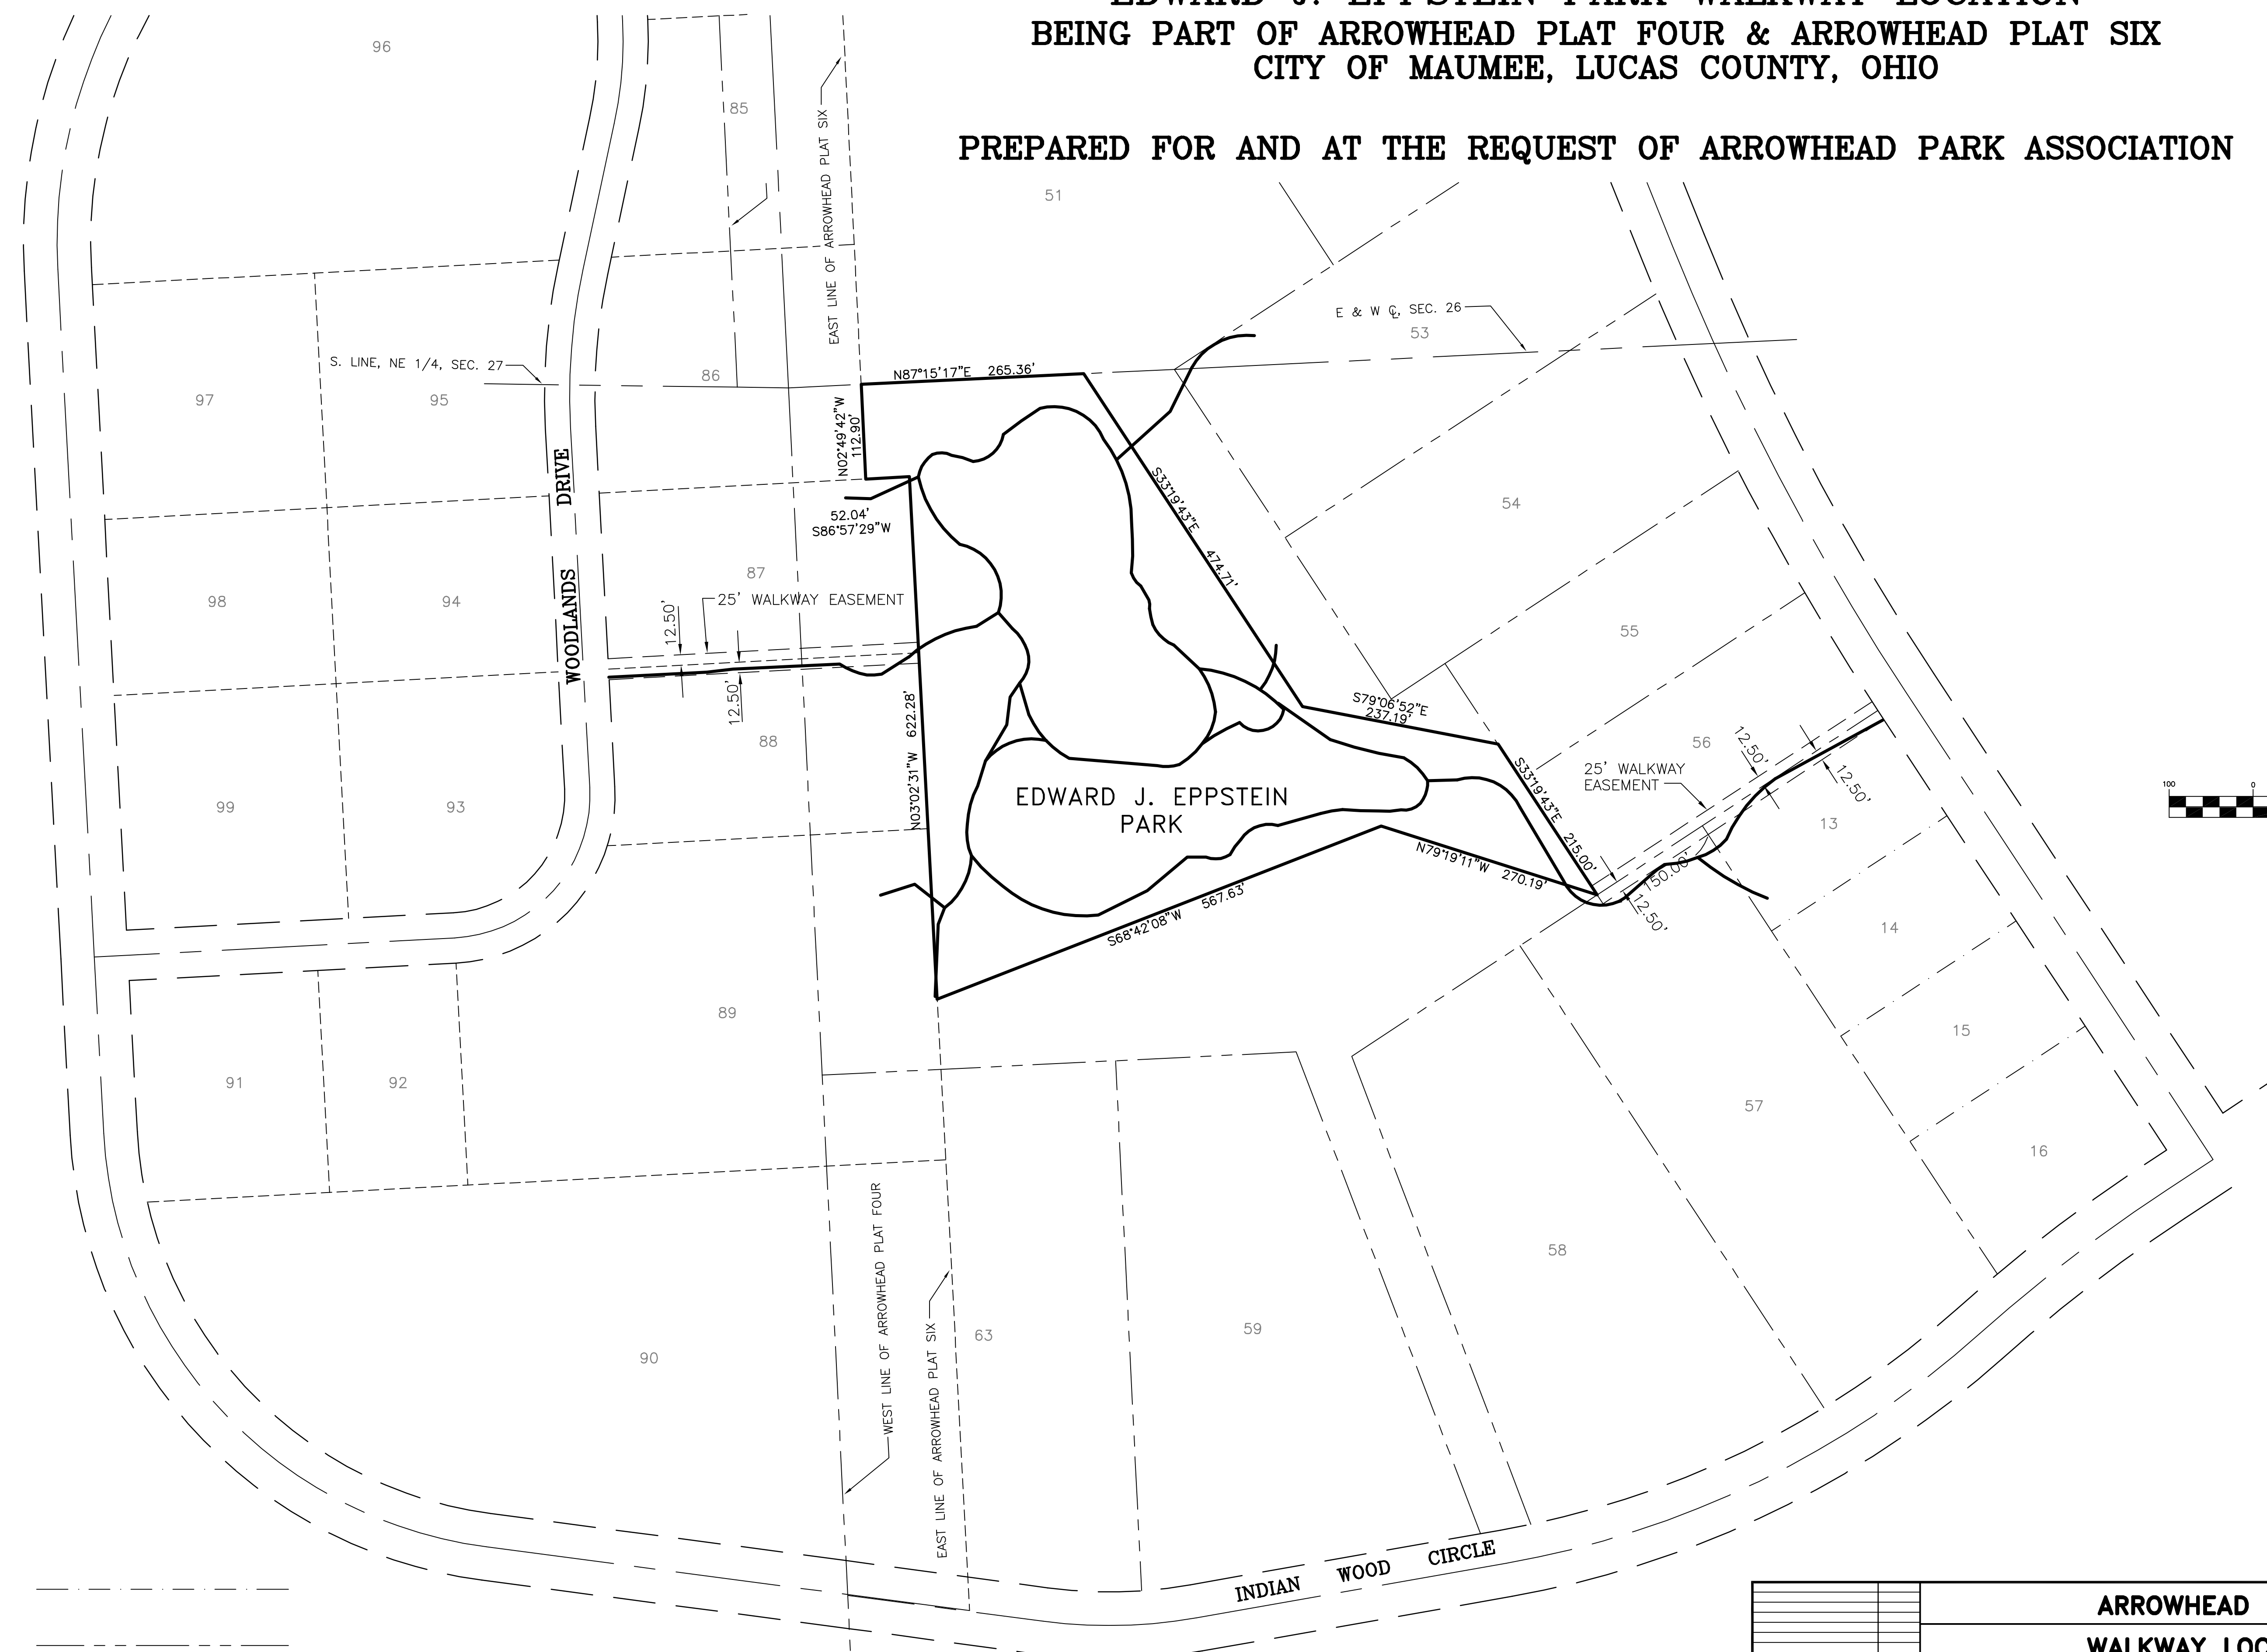 EDWARD J. EPPSTEIN PARK WALKWAY LOCATION
BEING PART OF ARROWHEAD PLAT FOUR & ARROWHEAD PLAT SIX
CITY OF MAUMEE, LUCAS COUNTY, OHIO
PREPARED FOR AND AT THE REQUEST OF ARROWHEAD PARK ASSOCIATION
96
85
EAST LINE OF ARROWHEAD PLAT SIX
51
E & W ℄, SEC. 26
53
S. LINE, NE 1/4, SEC. 27
86
97
95
N87°15'17"E 265.36'
N02°49'42"W
112.90'
DRIVE
WOODLANDS
52.04'
S86°57'29"W
S33°19'43"E 474.71'
54
87
98
94
25' WALKWAY EASEMENT
12.50'
12.50'
55
N03°02'31"W 622.28'
S79°06'52"E
237.19'
88
56
12.50'
25' WALKWAY
EASEMENT
12.50'
S33°19'43"E 215.00'
99
93
EDWARD J. EPPSTEIN
PARK
13
100
0
N79°19'11"W 270.19'
150.00'
12.50'
S68°42'08"W 567.63'
14
89
15
91
92
57
16
58
WEST LINE OF ARROWHEAD PLAT FOUR
EAST LINE OF ARROWHEAD PLAT SIX
63
59
90
INDIAN WOOD CIRCLE
ARROWHEAD
WALKWAY LOC